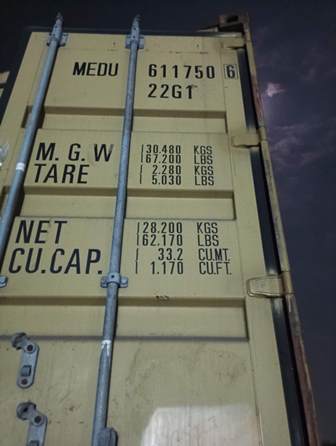 MEDU 611750 6
22G1
M.G.W 30.480 KGS
67.200 LBS
TARE 2.280 KGS
5.030 LBS
NET 28.200 KGS
62.170 LBS
CU.CAP. 33.2 CU.MT.
1.170 CU.FT.